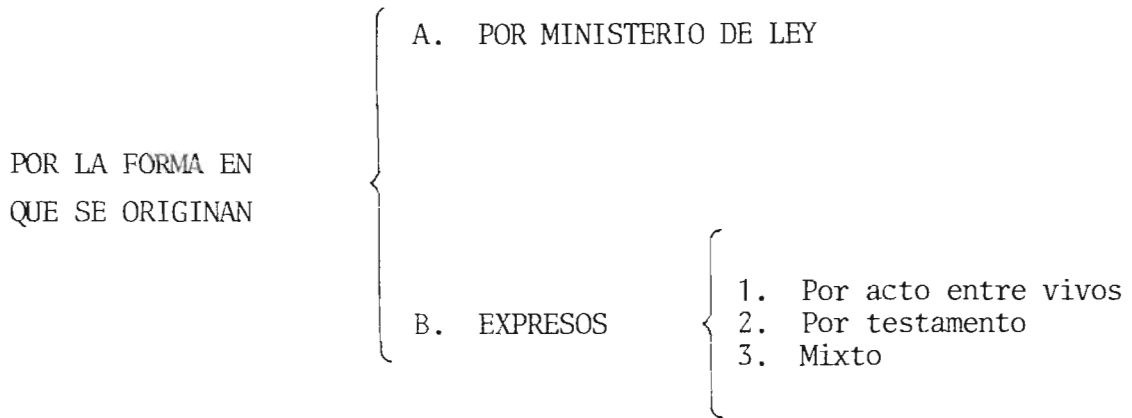 A. POR MINISTERIO DE LEY
POR LA FORMA EN
QUE SE ORIGINAN
B. EXPRESOS
1. Por acto entre vivos
2. Por testamento
3. Mixto